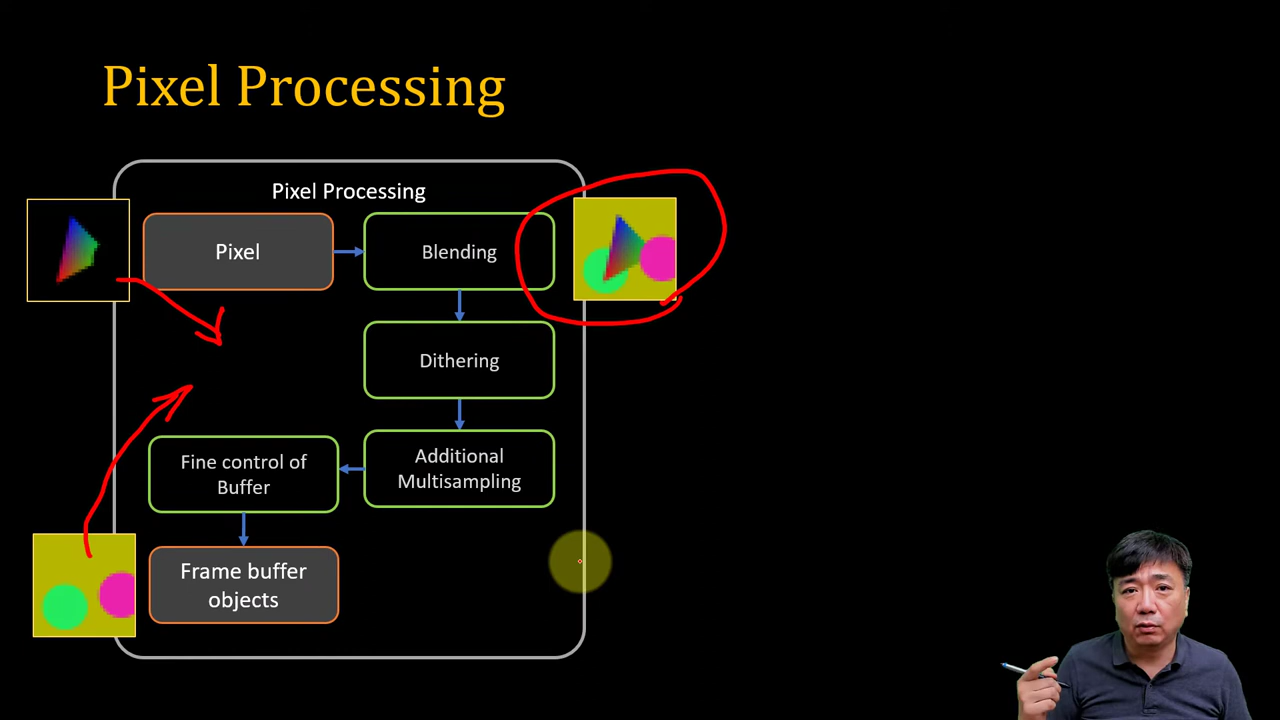 Pixel Processing
Pixel Processing
Pixel
Blending
Dithering
Additional
Multisampling
Fine control of
Buffer
Frame buffer
objects